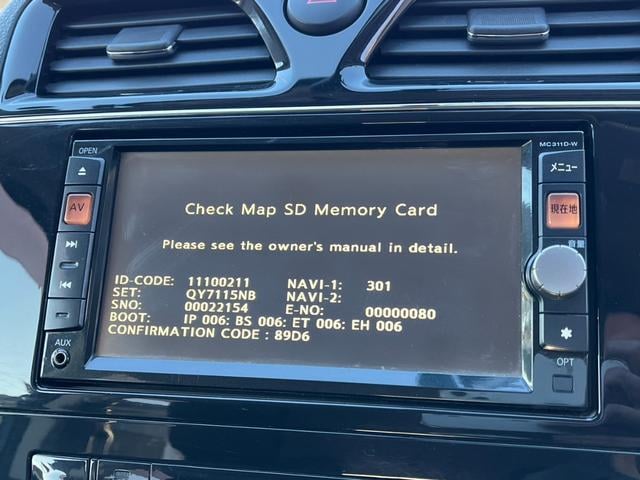 OPEN
MC311D-W
AV
メニュー
現在地
音量
Check Map SD Memory Card
Please see the owner's manual in detail.
ID-CODE: 11100211 NAVI-1: 301
SET: QY7115NB NAVI-2:
SNO: 00022154 E-NO: 00000080
BOOT: IP 006: BS 006: ET 006: EH 006
CONFIRMATION CODE : 89D6
AUX
OPT